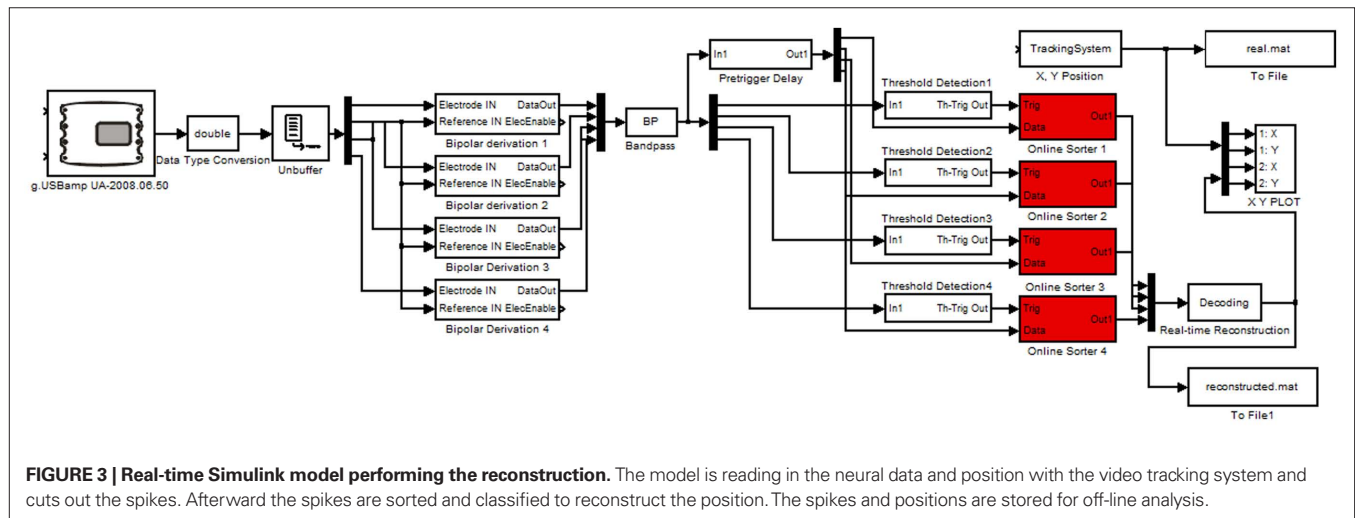 g.USBamp UA-2008.06.50
double
Data Type Conversion
Unbuffer
Electrode IN DataOut
Reference IN ElecEnable
Bipolar derivation 1
Electrode IN DataOut
Reference IN ElecEnable
Bipolar derivation 2
Electrode IN DataOut
Reference IN ElecEnable
Bipolar Derivation 3
Electrode IN DataOut
Reference IN ElecEnable
Bipolar Derivation 4
BP
Bandpass
In1 Out1
Pretrigger Delay
Threshold Detection1
In1 Th-Trig Out
Threshold Detection2
In1 Th-Trig Out
Threshold Detection3
In1 Th-Trig Out
Threshold Detection4
In1 Th-Trig Out
Trig
Out1
Data
Online Sorter 1
Trig
Out1
Data
Online Sorter 2
Trig
Out1
Data
Online Sorter 3
Trig
Out1
Data
Online Sorter 4
TrackingSystem
X, Y Position
real.mat
To File
1: X
1: Y
2: X
2: Y
X Y PLOT
Decoding
Real-time Reconstruction
reconstructed.mat
To File1
FIGURE 3 | Real-time Simulink model performing the reconstruction. The model is reading in the neural data and position with the video tracking system and
cuts out the spikes. Afterward the spikes are sorted and classified to reconstruct the position. The spikes and positions are stored for off-line analysis.